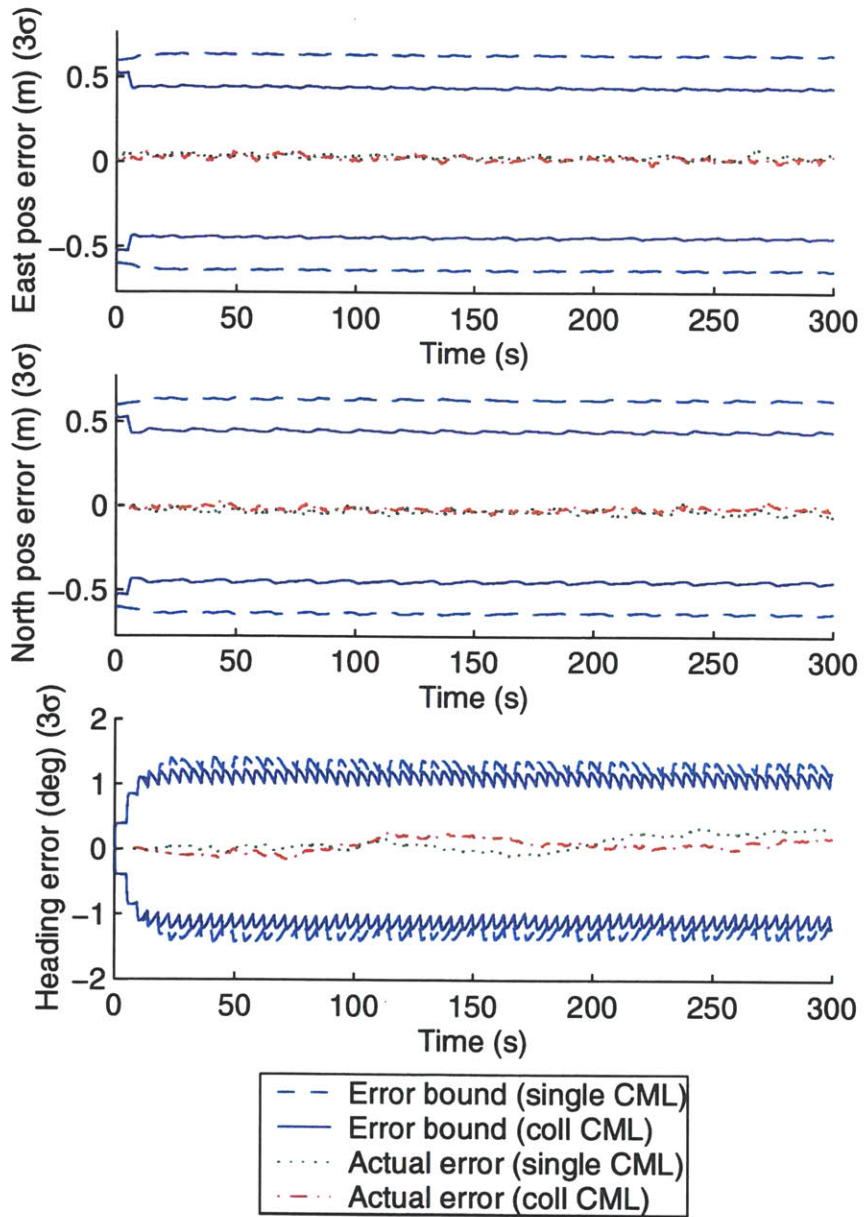 East pos error (m) (3σ)
0.5
0
−0.5
0 50 100 150 200 250 300
Time (s)
North pos error (m) (3σ)
0.5
0
−0.5
0 50 100 150 200 250 300
Time (s)
Heading error (deg) (3σ)
2
1
0
−1
−2
0 50 100 150 200 250 300
Time (s)
Error bound (single CML)
Error bound (coll CML)
Actual error (single CML)
Actual error (coll CML)